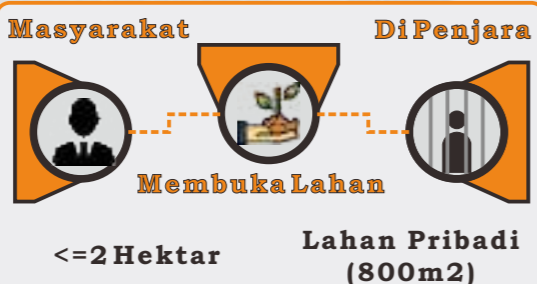 Masyarakat
Di Penjara
Membuka Lahan
<=2 Hektar
Lahan Pribadi
(800m2)